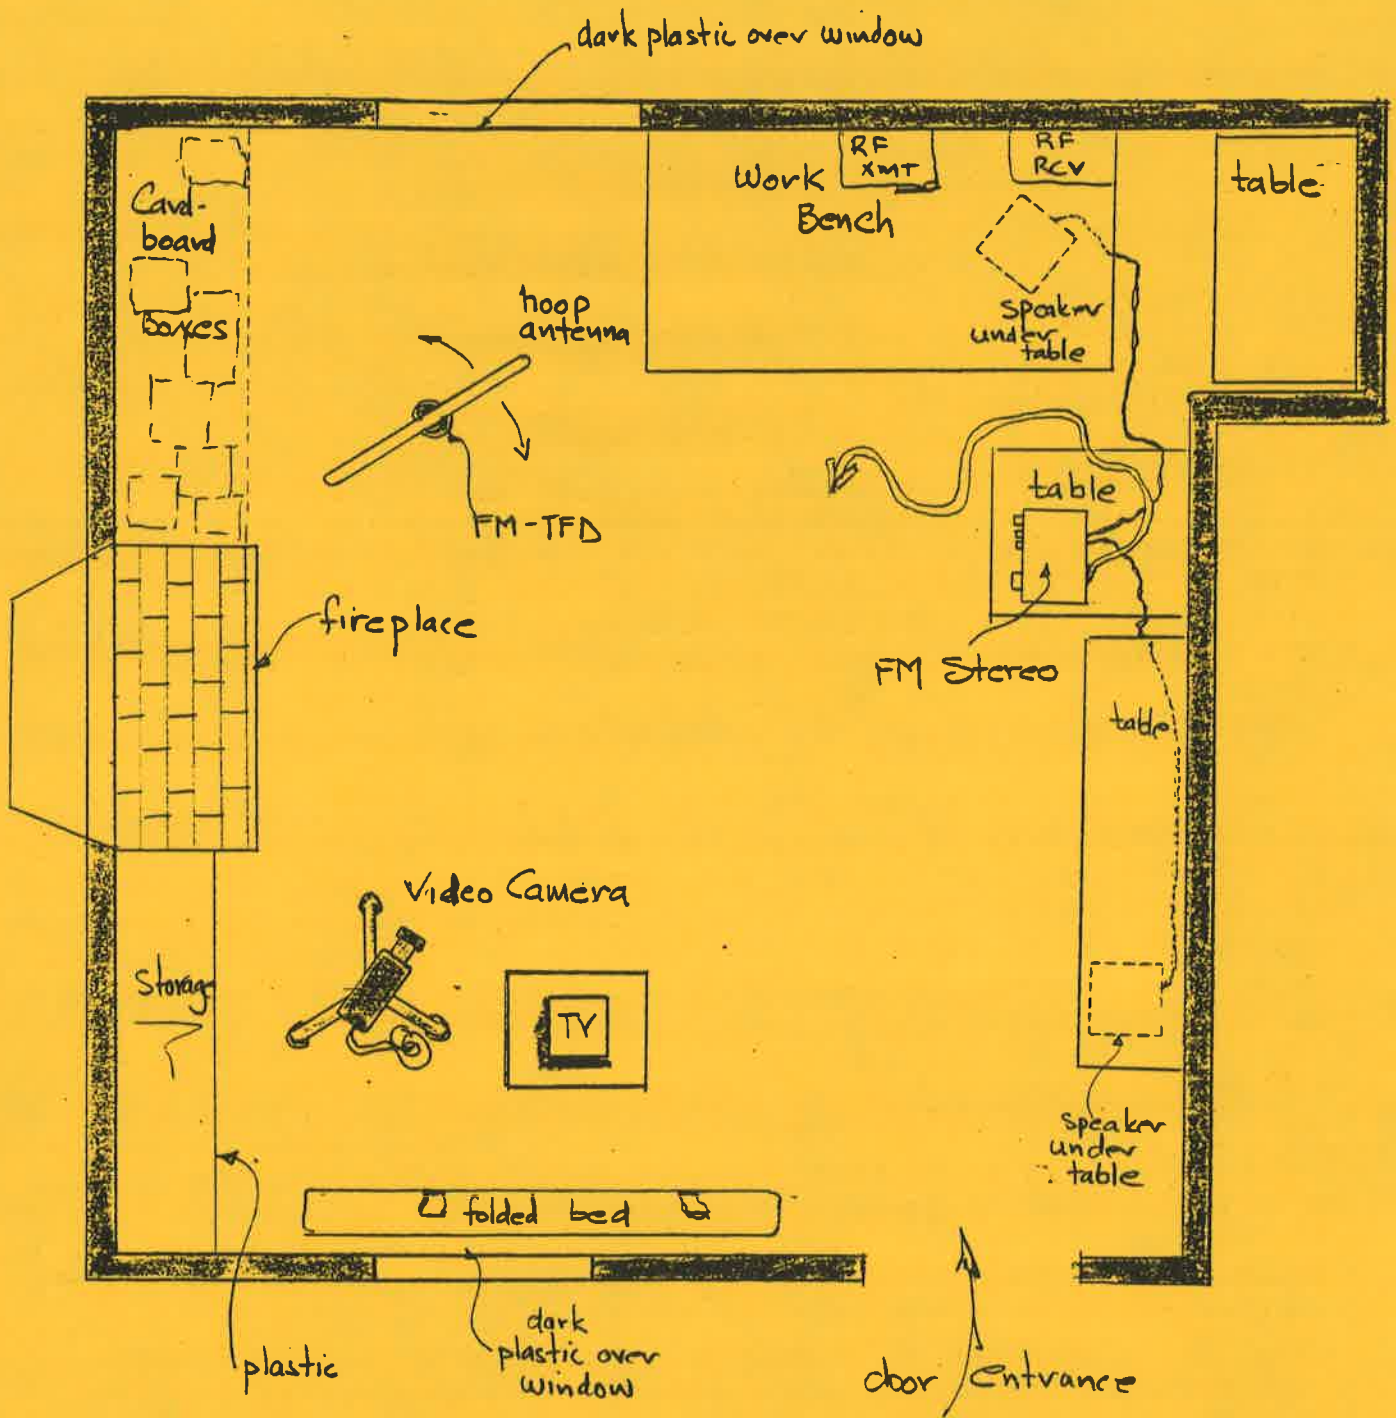 dark plastic over window
RF
XMT
RF
RCV
Work
Bench
table
Card-
board
Boxes
hoop
antenna
speaker
under
table
FM-TFD
table
fireplace
FM Stereo
table
Video Camera
Storage
TV
speaker
under
table
folded bed
dark
plastic over
window
plastic
door entrance